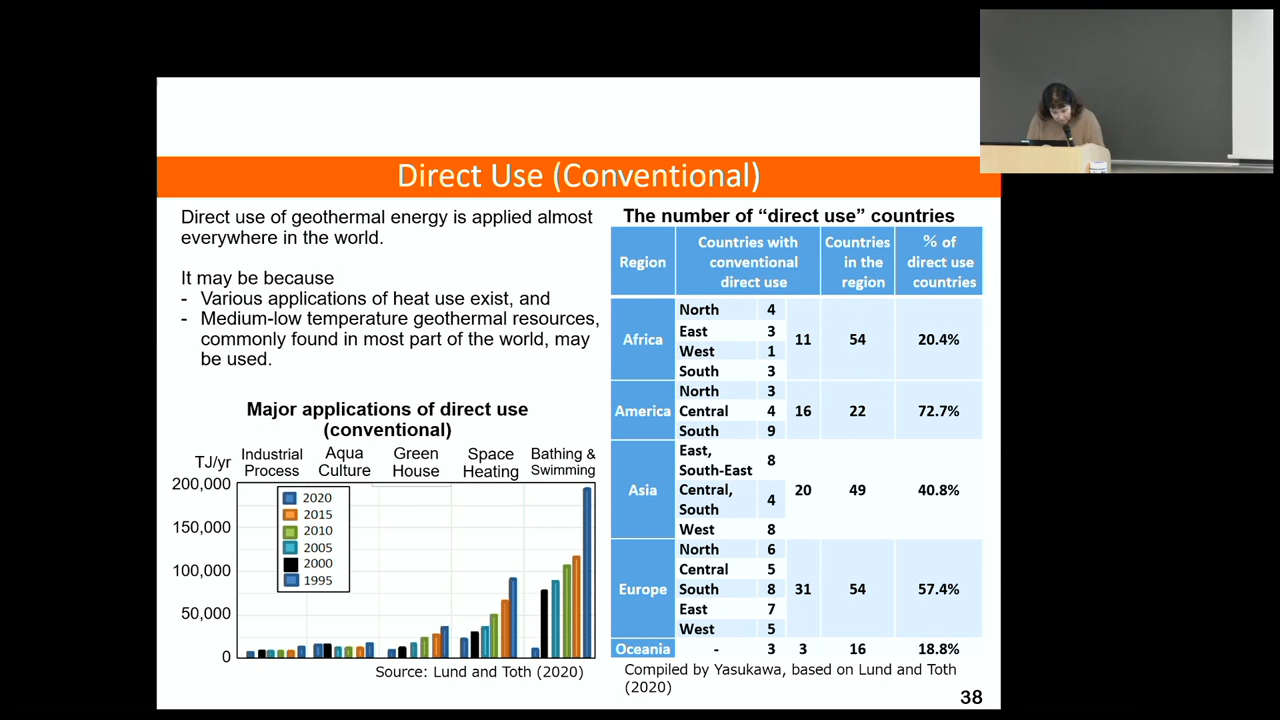 Direct Use (Conventional)
Direct use of geothermal energy is applied almost
everywhere in the world.
It may be because
- Various applications of heat use exist, and
- Medium-low temperature geothermal resources,
commonly found in most part of the world, may
be used.
Major applications of direct use
(conventional)
TJ/yr
Industrial
Process
Aqua
Culture
Green
House
Space
Heating
Bathing &
Swimming
200,000
150,000
100,000
50,000
0
2020
2015
2010
2005
2000
1995
Source: Lund and Toth (2020)
The number of “direct use” countries
Region
Countries with
conventional
direct use
Countries
in the
region
% of
direct use
countries
Africa
North 4
East 3
West 1
South 3
11 54 20.4%
America
North 3
Central 4
South 9
16 22 72.7%
Asia
East,
South-East 8
Central,
South 4
West 8
20 49 40.8%
Europe
North 6
Central 5
South 8
East 7
West 5
31 54 57.4%
Oceania - 3 3 16 18.8%
Compiled by Yasukawa, based on Lund and Toth
(2020)
38